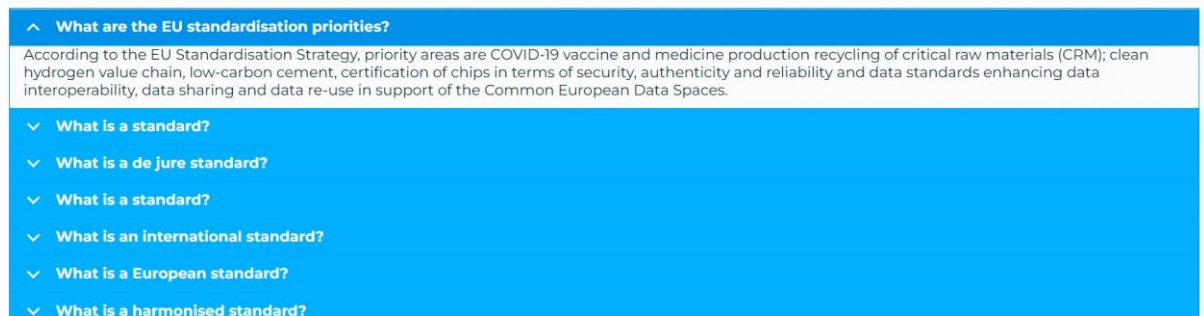 What are the EU standardisation priorities?
According to the EU Standardisation Strategy, priority areas are COVID-19 vaccine and medicine production recycling of critical raw materials (CRM); clean
hydrogen value chain, low-carbon cement, certification of chips in terms of security, authenticity and reliability and data standards enhancing data
interoperability, data sharing and data re-use in support of the Common European Data Spaces.
What is a standard?
What is a de jure standard?
What is a standard?
What is an international standard?
What is a European standard?
What is a harmonised standard?